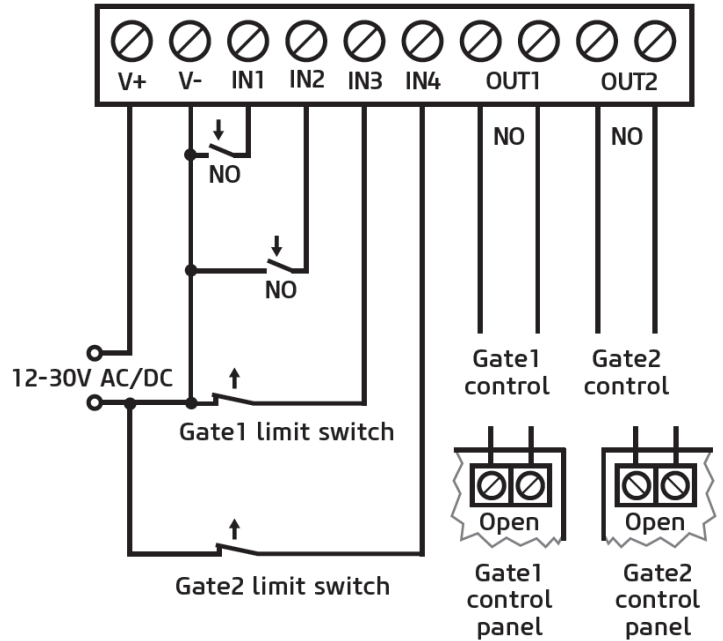 V+ V- IN1 IN2 IN3 IN4 OUT1 OUT2
NO NO
NO
NO
12-30V AC/DC
Gate1 limit switch
Gate2 limit switch
Gate1
control
Gate2
control
Open
Open
Gate1
control
panel
Gate2
control
panel